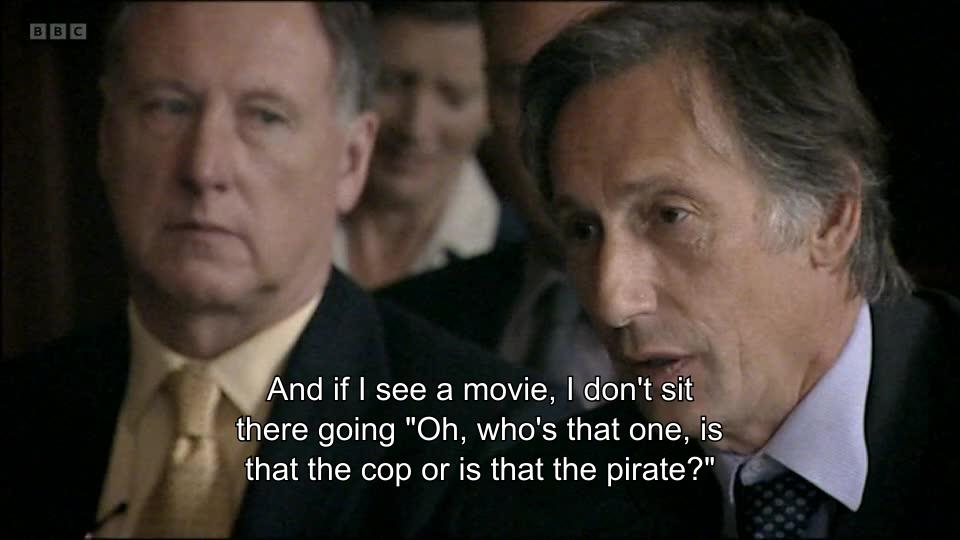 BBC
And if I see a movie, I don't sit
there going "Oh, who's that one, is
that the cop or is that the pirate?"